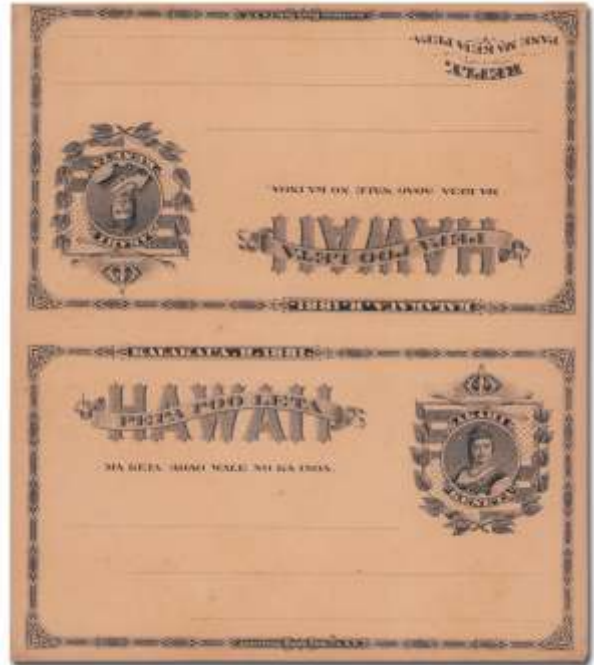 REPLY.
PANE MA KEIA PEPA.
MA KEIA AOAO WALE NO KA INOA.
HAWAII
PEPA POO LETA
KALAKAUA.R.1881.
KALAKAUA.R.1881.
HAWAII
PEPA POO LETA
MA KEIA AOAO WALE NO KA INOA.